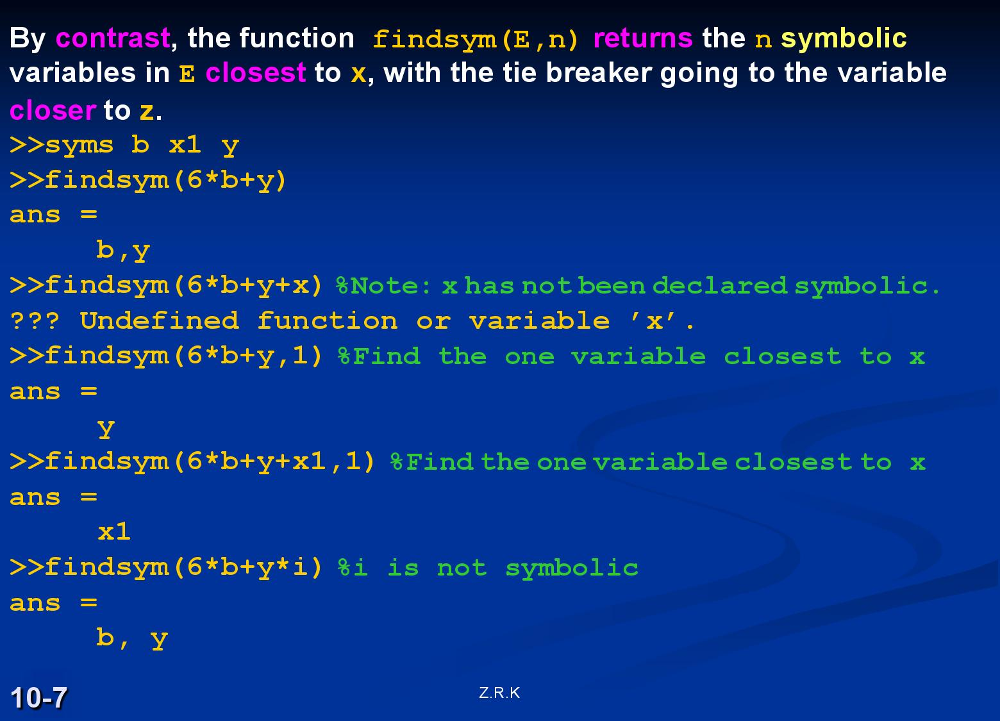 By contrast, the function findsym(E,n) returns the n symbolic
variables in E closest to x, with the tie breaker going to the variable
closer to z.
>>syms b x1 y
>>findsym(6*b+y)
ans =
b,y
>>findsym(6*b+y+x) %Note: x has not been declared symbolic.
??? Undefined function or variable ’x’.
>>findsym(6*b+y,1) %Find the one variable closest to x
ans =
y
>>findsym(6*b+y+x1,1) %Find the one variable closest to x
ans =
x1
>>findsym(6*b+y*i) %i is not symbolic
ans =
b, y
10-7
Z.R.K